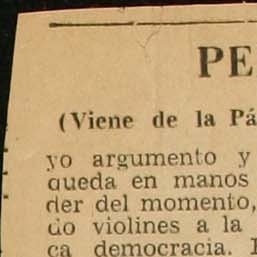 PE
(Viene de la Pá
yo argumento y
queda en manos
der del momento,
do violines a la
ca democracia.